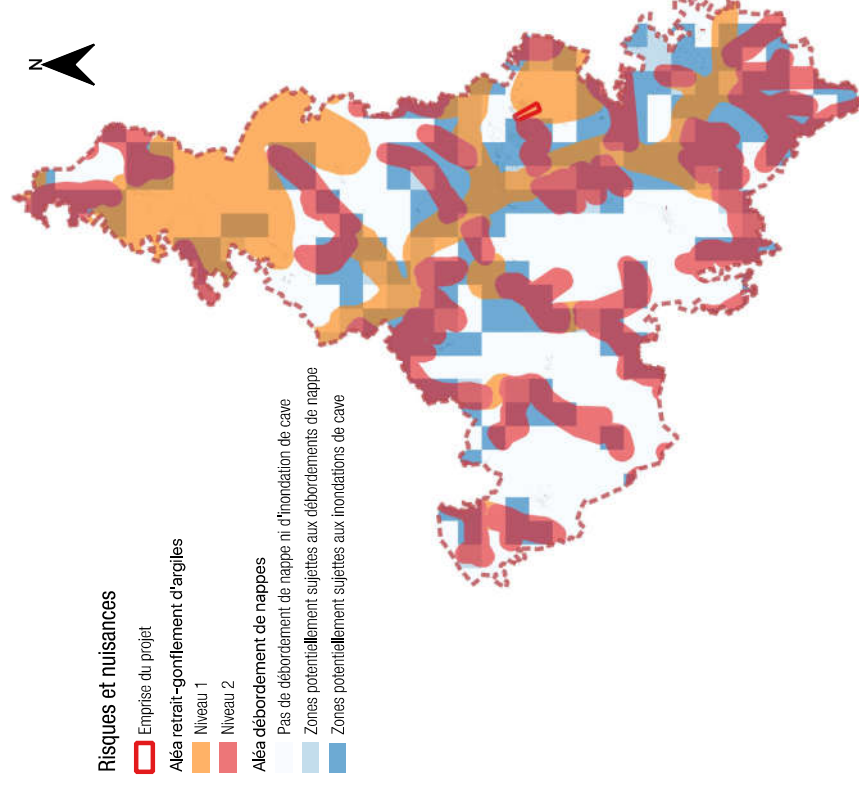 N
Risques et nuisances
Emprise du projet
Aléa retrait-gonflement d'argiles
Niveau 1
Niveau 2
Aléa débordement de nappes
Pas de débordement de nappe ni d'inondation de cave
Zones potentiellement sujettes aux débordements de nappe
Zones potentiellement sujettes aux inondations de cave